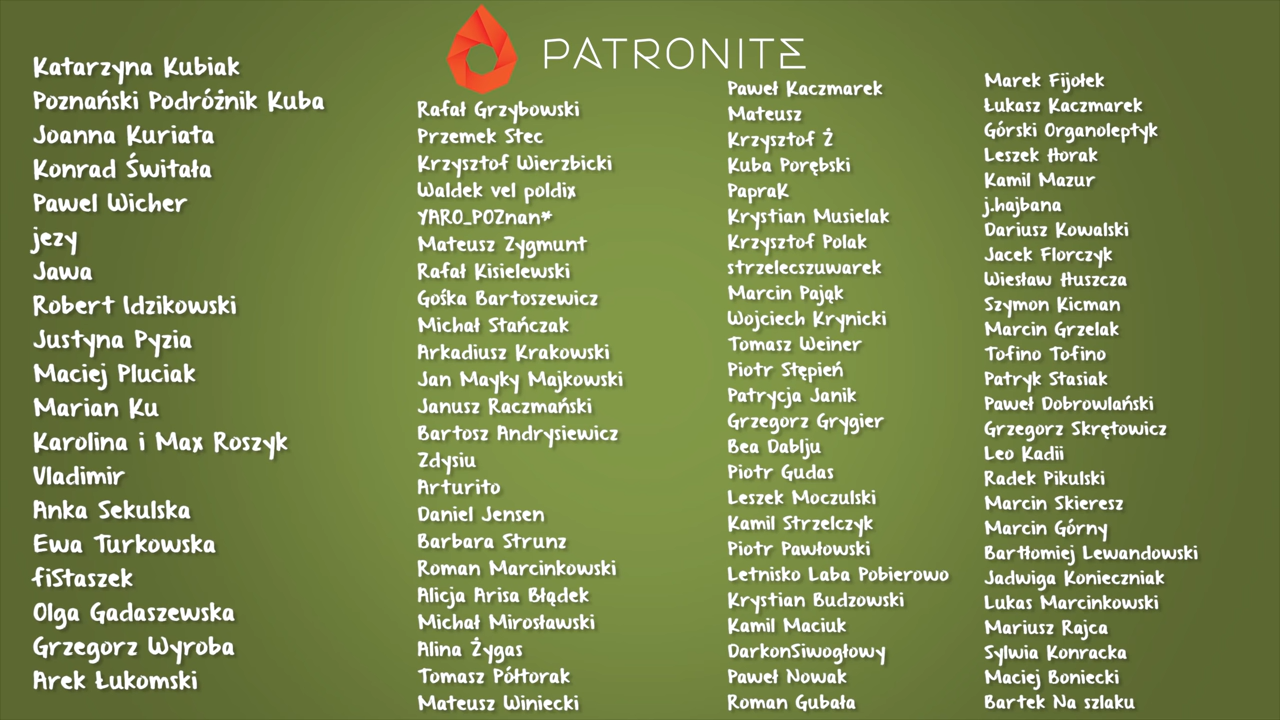 PATRONITE
Katarzyna Kubiak
Poznański Podróżnik Kuba
Joanna Kuriata
Konrad Świtała
Pawel Wicher
jezy
Jawa
Robert Idzikowski
Justyna Pyzia
Maciej Pluciak
Marian Ku
Karolina i Max Roszyk
Vladimir
Anka Sekulska
Ewa Turkowska
fiStaszek
Olga Gadaszewska
Grzegorz Wyroba
Arek Łukomski
Rafał Grzybowski
Przemek Stec
Krzysztof Wierzbicki
Waldek vel poldix
YARO_POZnan*
Mateusz Zygmunt
Rafał Kisielewski
Gośka Bartoszewicz
Michał Stańczak
Arkadiusz Krakowski
Jan Mayky Majkowski
Janusz Raczmański
Bartosz Andrysiewicz
Zdysiu
Arturito
Daniel Jensen
Barbara Strunz
Roman Marcinkowski
Alicja Arisa Błądek
Michał Mirosławski
Alina Żygas
Tomasz Półtorak
Mateusz Winiecki
Paweł Kaczmarek
Mateusz
Krzysztof Ż
Kuba Porębski
PapraK
Krystian Musielak
Krzysztof Polak
strzelecszuwarek
Marcin Pająk
Wojciech Krynicki
Tomasz Weiner
Piotr Stępień
Patrycja Janik
Grzegorz Grygier
Bea Dablju
Piotr Gudas
Leszek Moczulski
Kamil Strzelczyk
Piotr Pawłowski
Letnisko Laba Pobierowo
Krystian Budzowski
Kamil Maciuk
DarkonSiwogłowy
Paweł Nowak
Roman Gubała
Marek Fijołek
Łukasz Kaczmarek
Górski Organoleptyk
Leszek Horak
Kamil Mazur
j.hajbana
Dariusz Kowalski
Jacek Florczyk
Wiesław Huszcza
Szymon Kicman
Marcin Grzelak
Tofino Tofino
Patryk Stasiak
Paweł Dobrowlański
Grzegorz Skrętowicz
Leo Kadii
Radek Pikulski
Marcin Skieresz
Marcin Górny
Bartłomiej Lewandowski
Jadwiga Konieczniak
Lukas Marcinkowski
Mariusz Rajca
Sylwia Konracka
Maciej Boniecki
Bartek Na szlaku